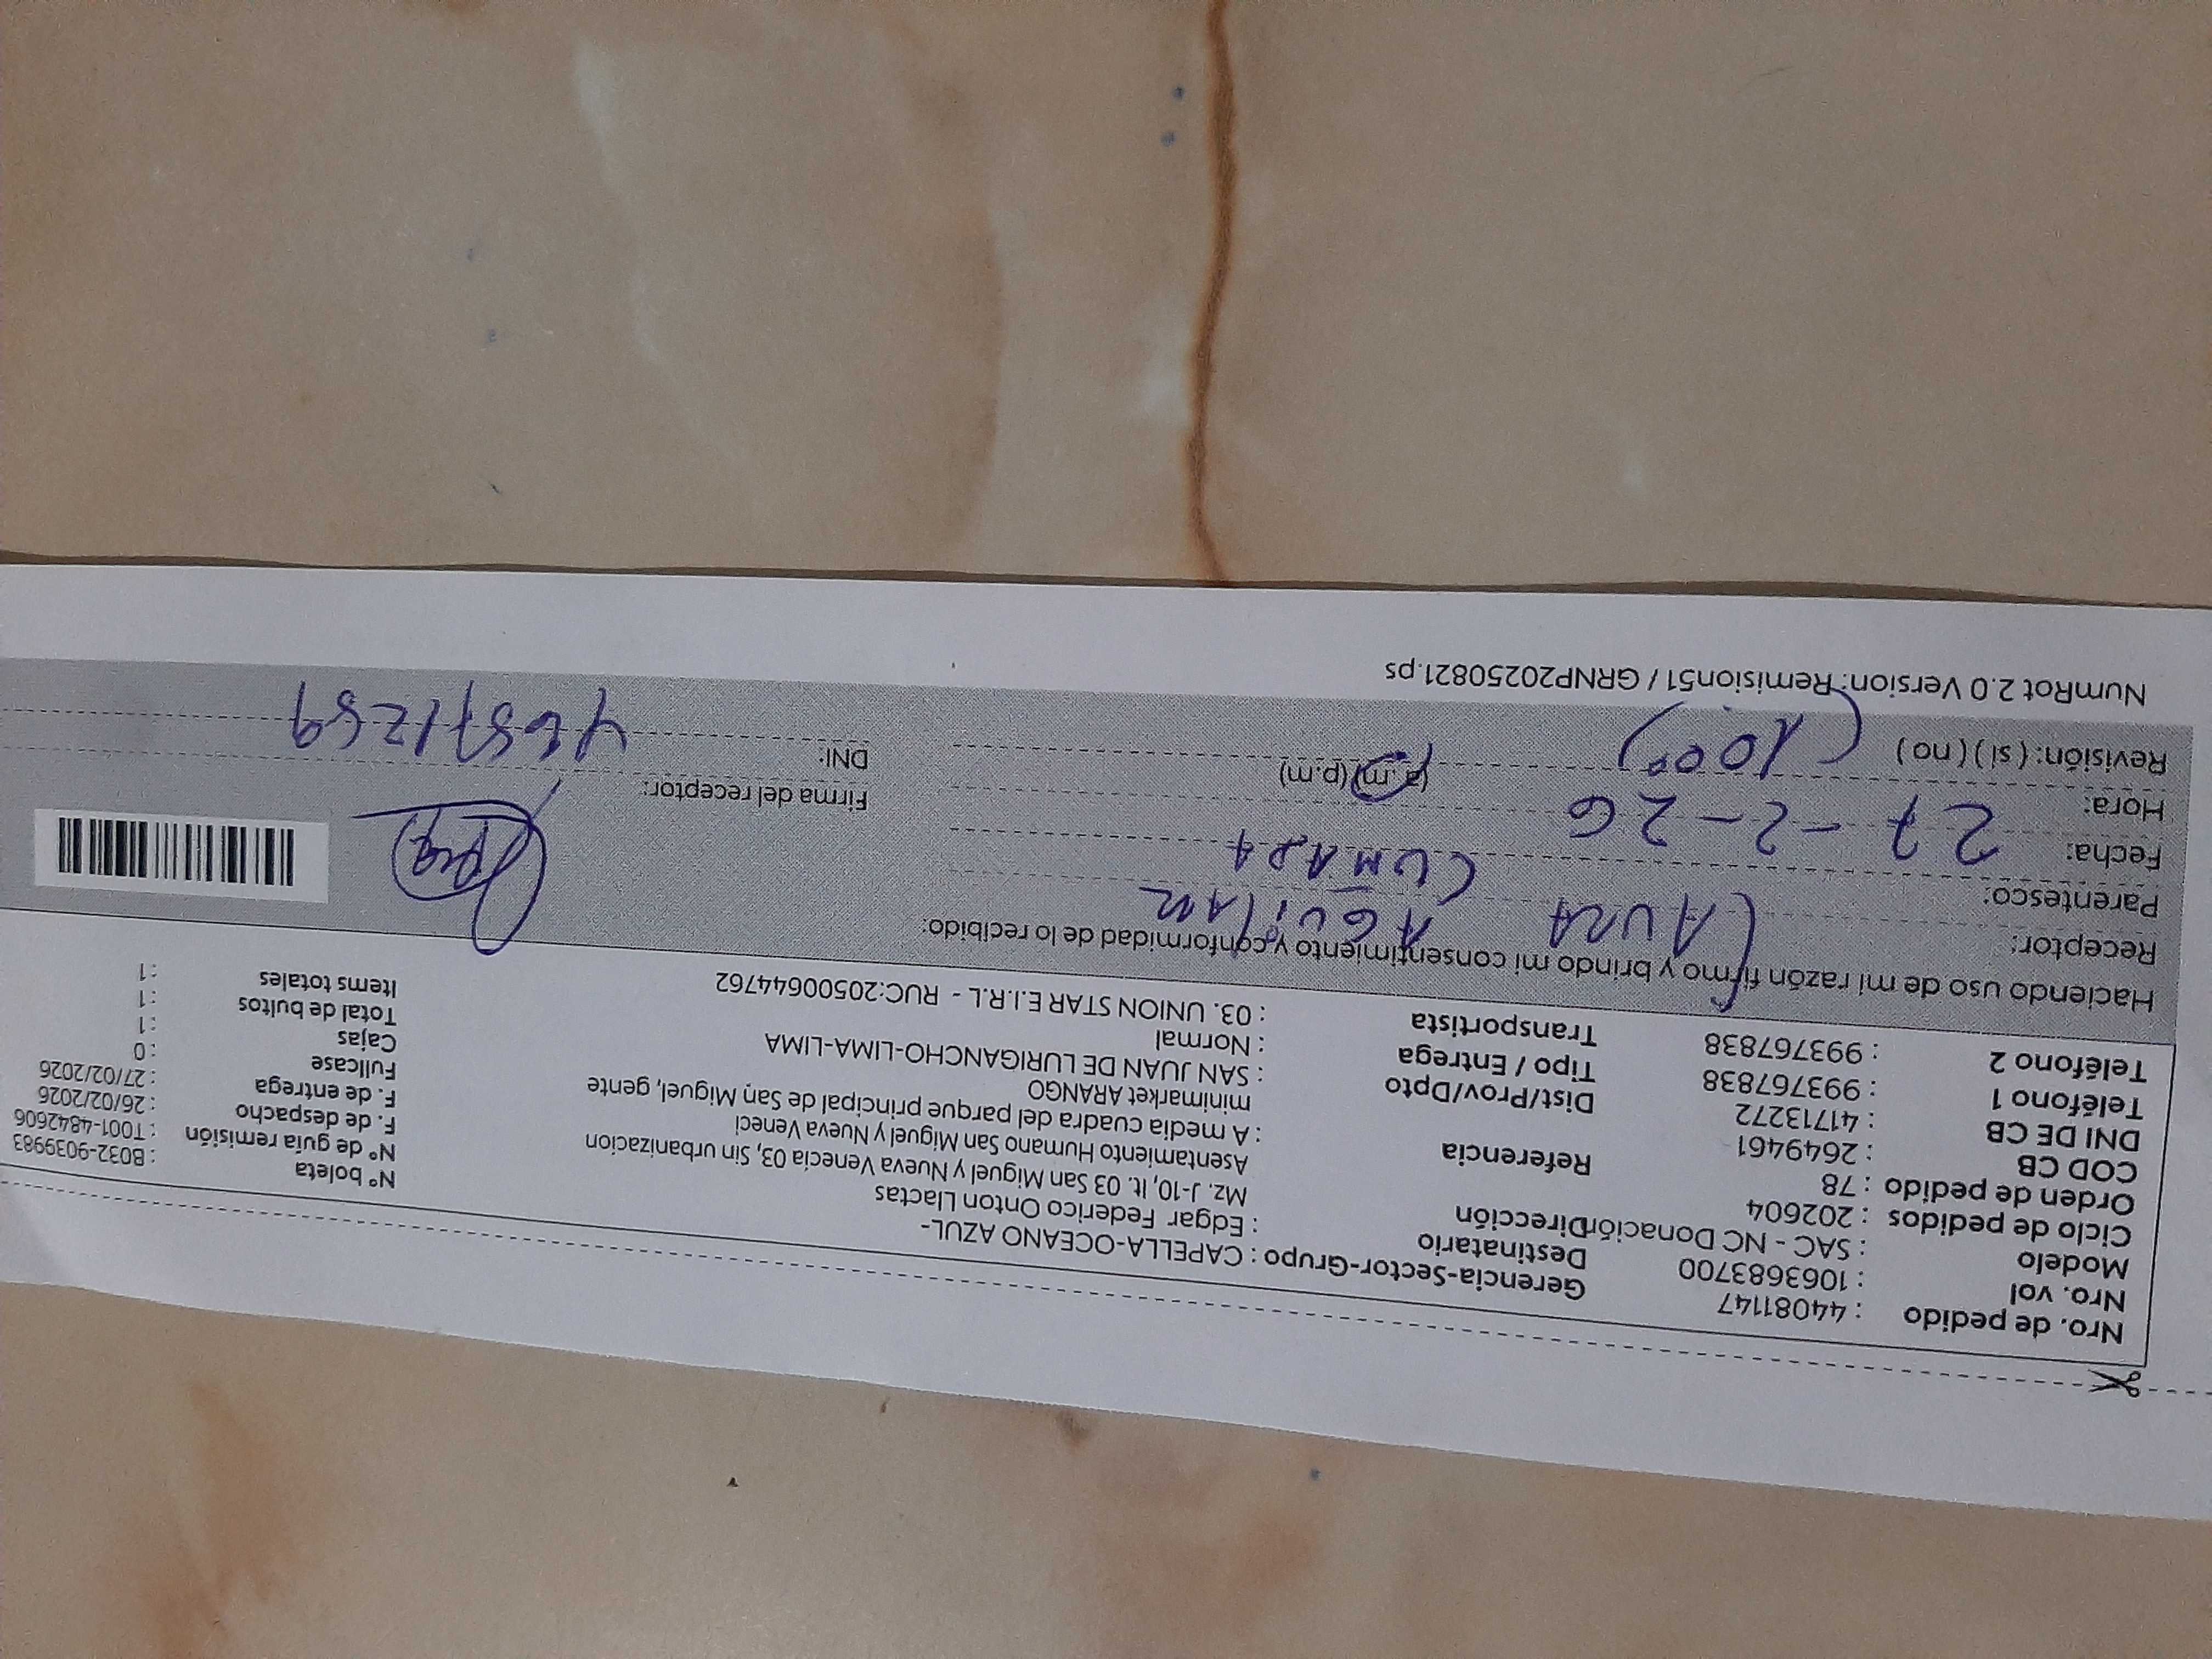 Nro. de pedido : 44081147 Gerencia-Sector-Grupo : CAPELLA-OCEANO AZUL- N° boleta : B032-9039983
Nro. vol : 1063683700 Destinatario : Edgar Federico Onton Llactas N° de guía remisión : T001-4842606
Modelo : SAC - NC Donación Dirección Mz. J-10, lt. 03 San Miguel y Nueva Venecia 03, Sin urbanizacion F. de despacho : 26/02/2026
Ciclo de pedidos : 202604 Asentamiento Humano San Miguel y Nueva Veneci F. de entrega : 27/02/2026
Orden de pedido : 78 Referencia : A media cuadra del parque principal de San Miguel, gente Fullcase : 0
COD CB : 2649461 minimarket ARANGO Cajas : 1
DNI DE CB : 41713272 Dist/Prov/Dpto : SAN JUAN DE LURIGANCHO-LIMA-LIMA Total de bultos : 1
Teléfono 1 : 993767838 Tipo / Entrega : Normal Items totales : 1
Teléfono 2 : 993767838 Transportista : 03. UNION STAR E.I.R.L - RUC:20500644762
Haciendo uso de mi razón firmo y brindo mi consentimiento y conformidad de lo recibido:
Receptor: LAURA AGUILAR
Parentesco: CUMARA
Fecha: 27-2-26 Firma del receptor:
Hora: (a.m)(p.m) DNI: 46571259
Revisión: ( si ) ( no ) (10:00)
NumRot 2.0 Version: Remision51 / GRNP20250821.ps